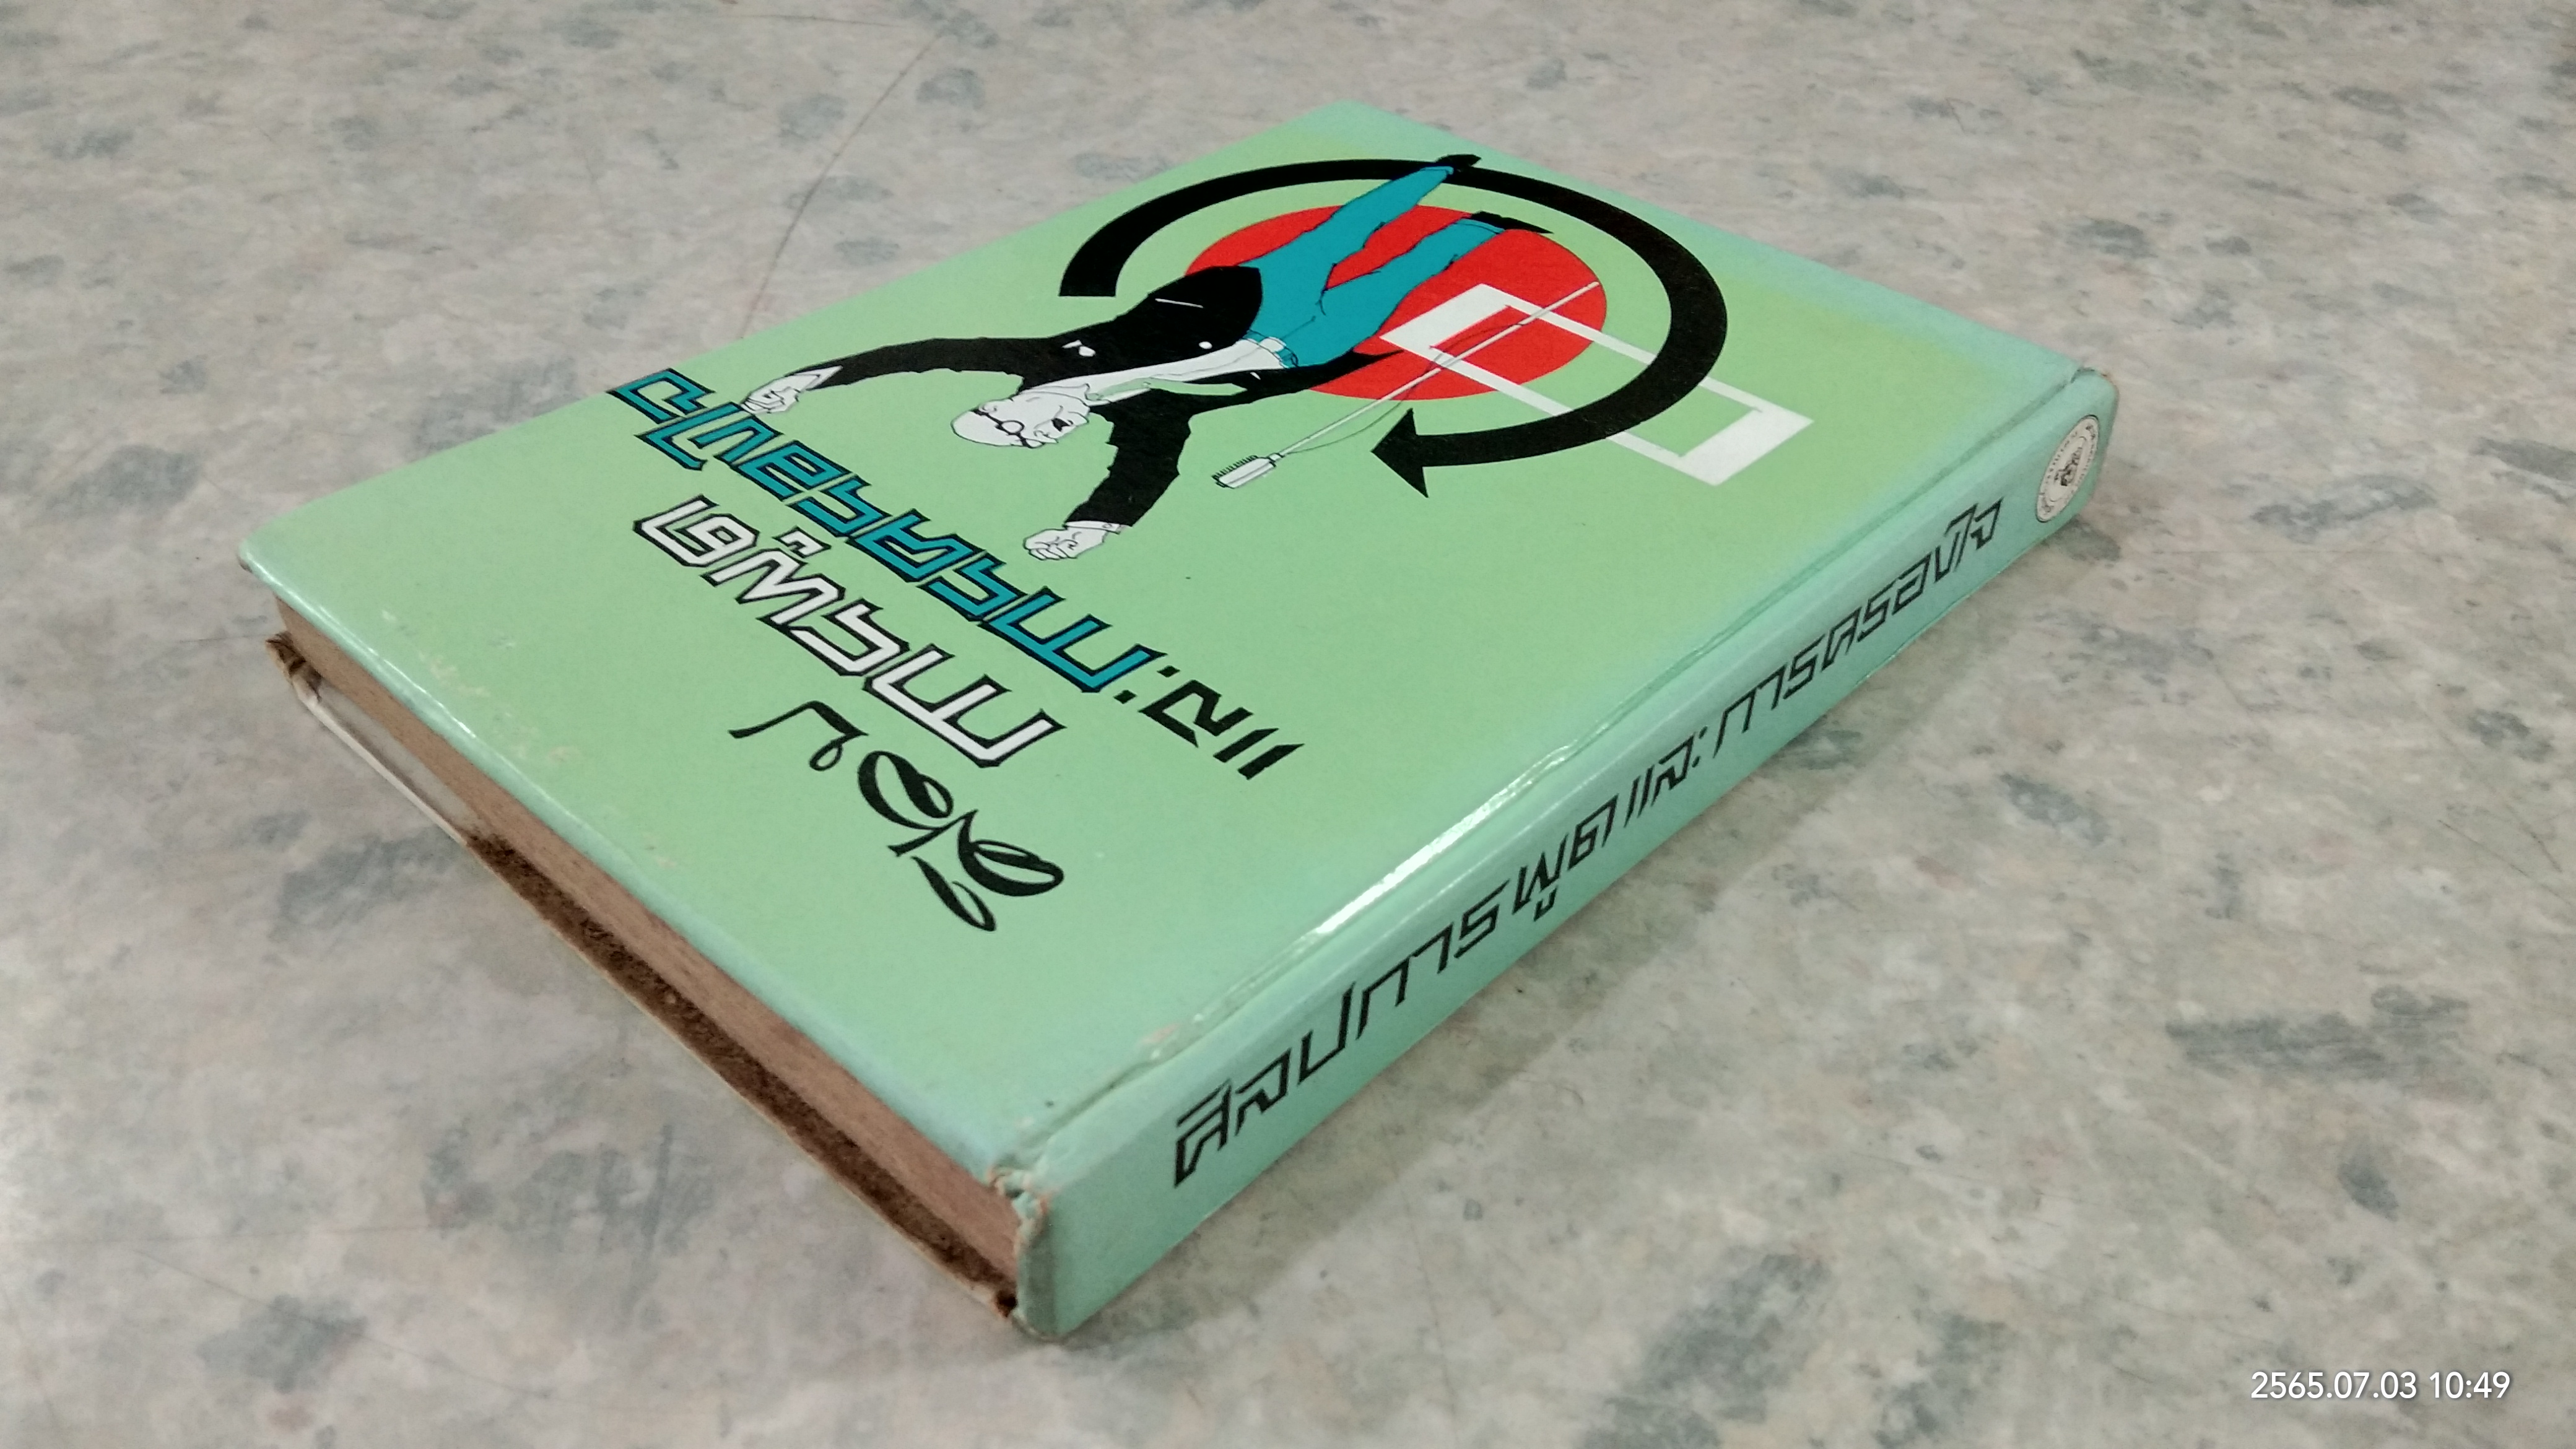 ศิลป
การพูด
และการครองใจ
ศิลปการพูดและการครองใจ
2565.07.03 10:49